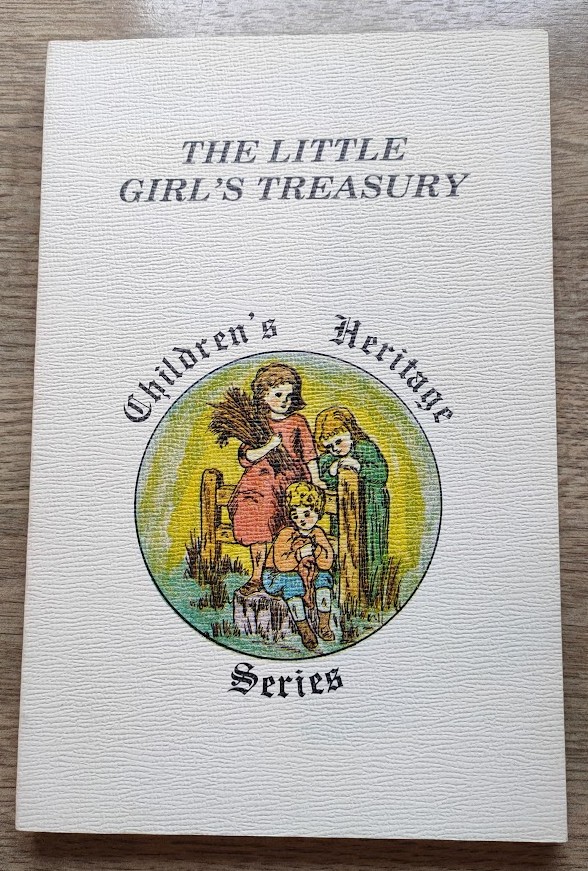 THE LITTLE
GIRL'S TREASURY
Children's Heritage
Series